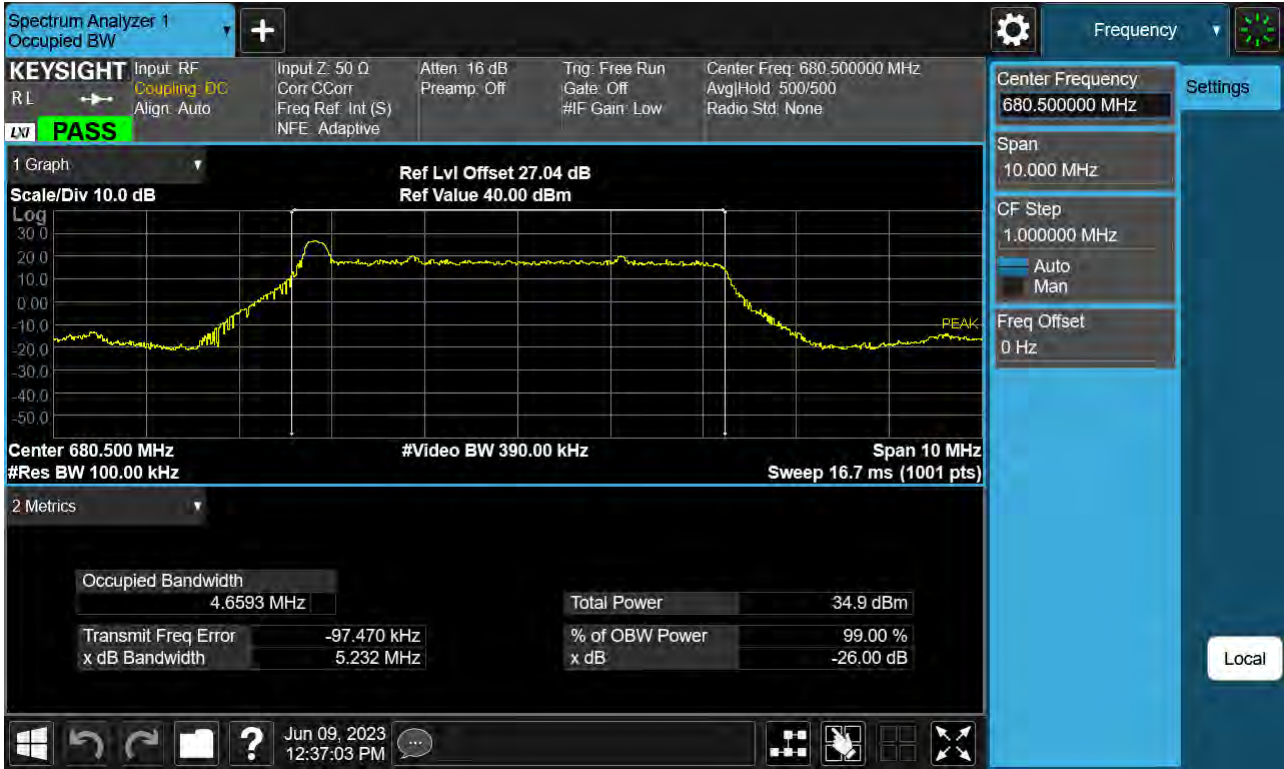 Spectrum Analyzer 1
Occupied BW
+
Frequency
KEYSIGHT
R L
LXI PASS
Input: RF
Coupling: DC
Align: Auto
Input Z: 50 Ω
Corr CCorr
Freq Ref: Int (S)
NFE: Adaptive
Atten: 16 dB
Preamp: Off
Trig: Free Run
Gate: Off
#IF Gain: Low
Center Freq: 680.500000 MHz
Avg|Hold: 500/500
Radio Std: None
Center Frequency
680.500000 MHz
Settings
Span
10.000 MHz
CF Step
1.000000 MHz
Auto
Man
Freq Offset
0 Hz
Local
1 Graph
Scale/Div 10.0 dB
Ref Lvl Offset 27.04 dB
Ref Value 40.00 dBm
Log
30.0
20.0
10.0
0.00
-10.0
-20.0
-30.0
-40.0
-50.0
PEAK
Center 680.500 MHz
#Video BW 390.00 kHz
Span 10 MHz
#Res BW 100.00 kHz
Sweep 16.7 ms (1001 pts)
2 Metrics
Occupied Bandwidth
4.6593 MHz
Total Power 34.9 dBm
Transmit Freq Error -97.470 kHz
% of OBW Power 99.00 %
x dB Bandwidth 5.232 MHz
x dB -26.00 dB
?
Jun 09, 2023
12:37:03 PM